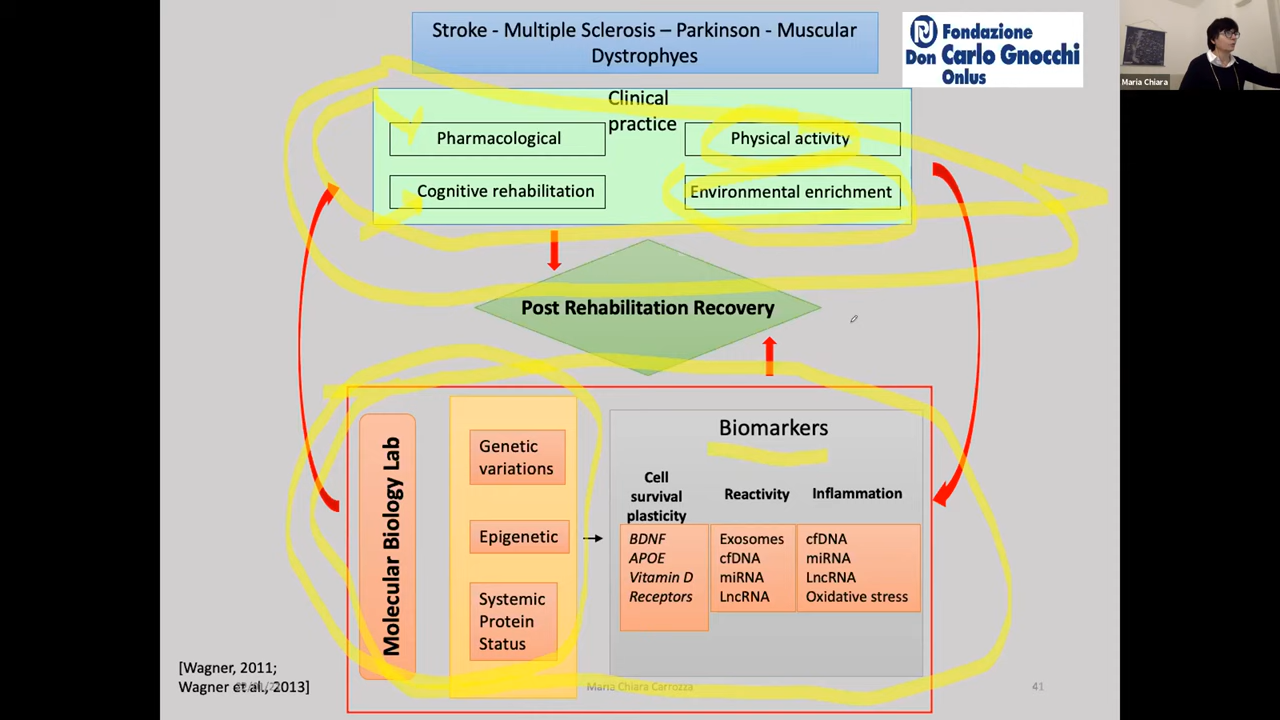 Stroke - Multiple Sclerosis – Parkinson - Muscular
Dystrophyes
Fondazione
Don Carlo Gnocchi
Onlus
Maria Chiara
Clinical
practice
Pharmacological
Physical activity
Cognitive rehabilitation
Environmental enrichment
Post Rehabilitation Recovery
Molecular Biology Lab
Genetic
variations
Epigenetic
Systemic
Protein
Status
Biomarkers
Cell
survival
plasticity
Reactivity
Inflammation
BDNF
APOE
Vitamin D
Receptors
Exosomes
cfDNA
miRNA
LncRNA
cfDNA
miRNA
LncRNA
Oxidative stress
[Wagner, 2011;
Wagner et al., 2013]
Maria Chiara Carrozza
41